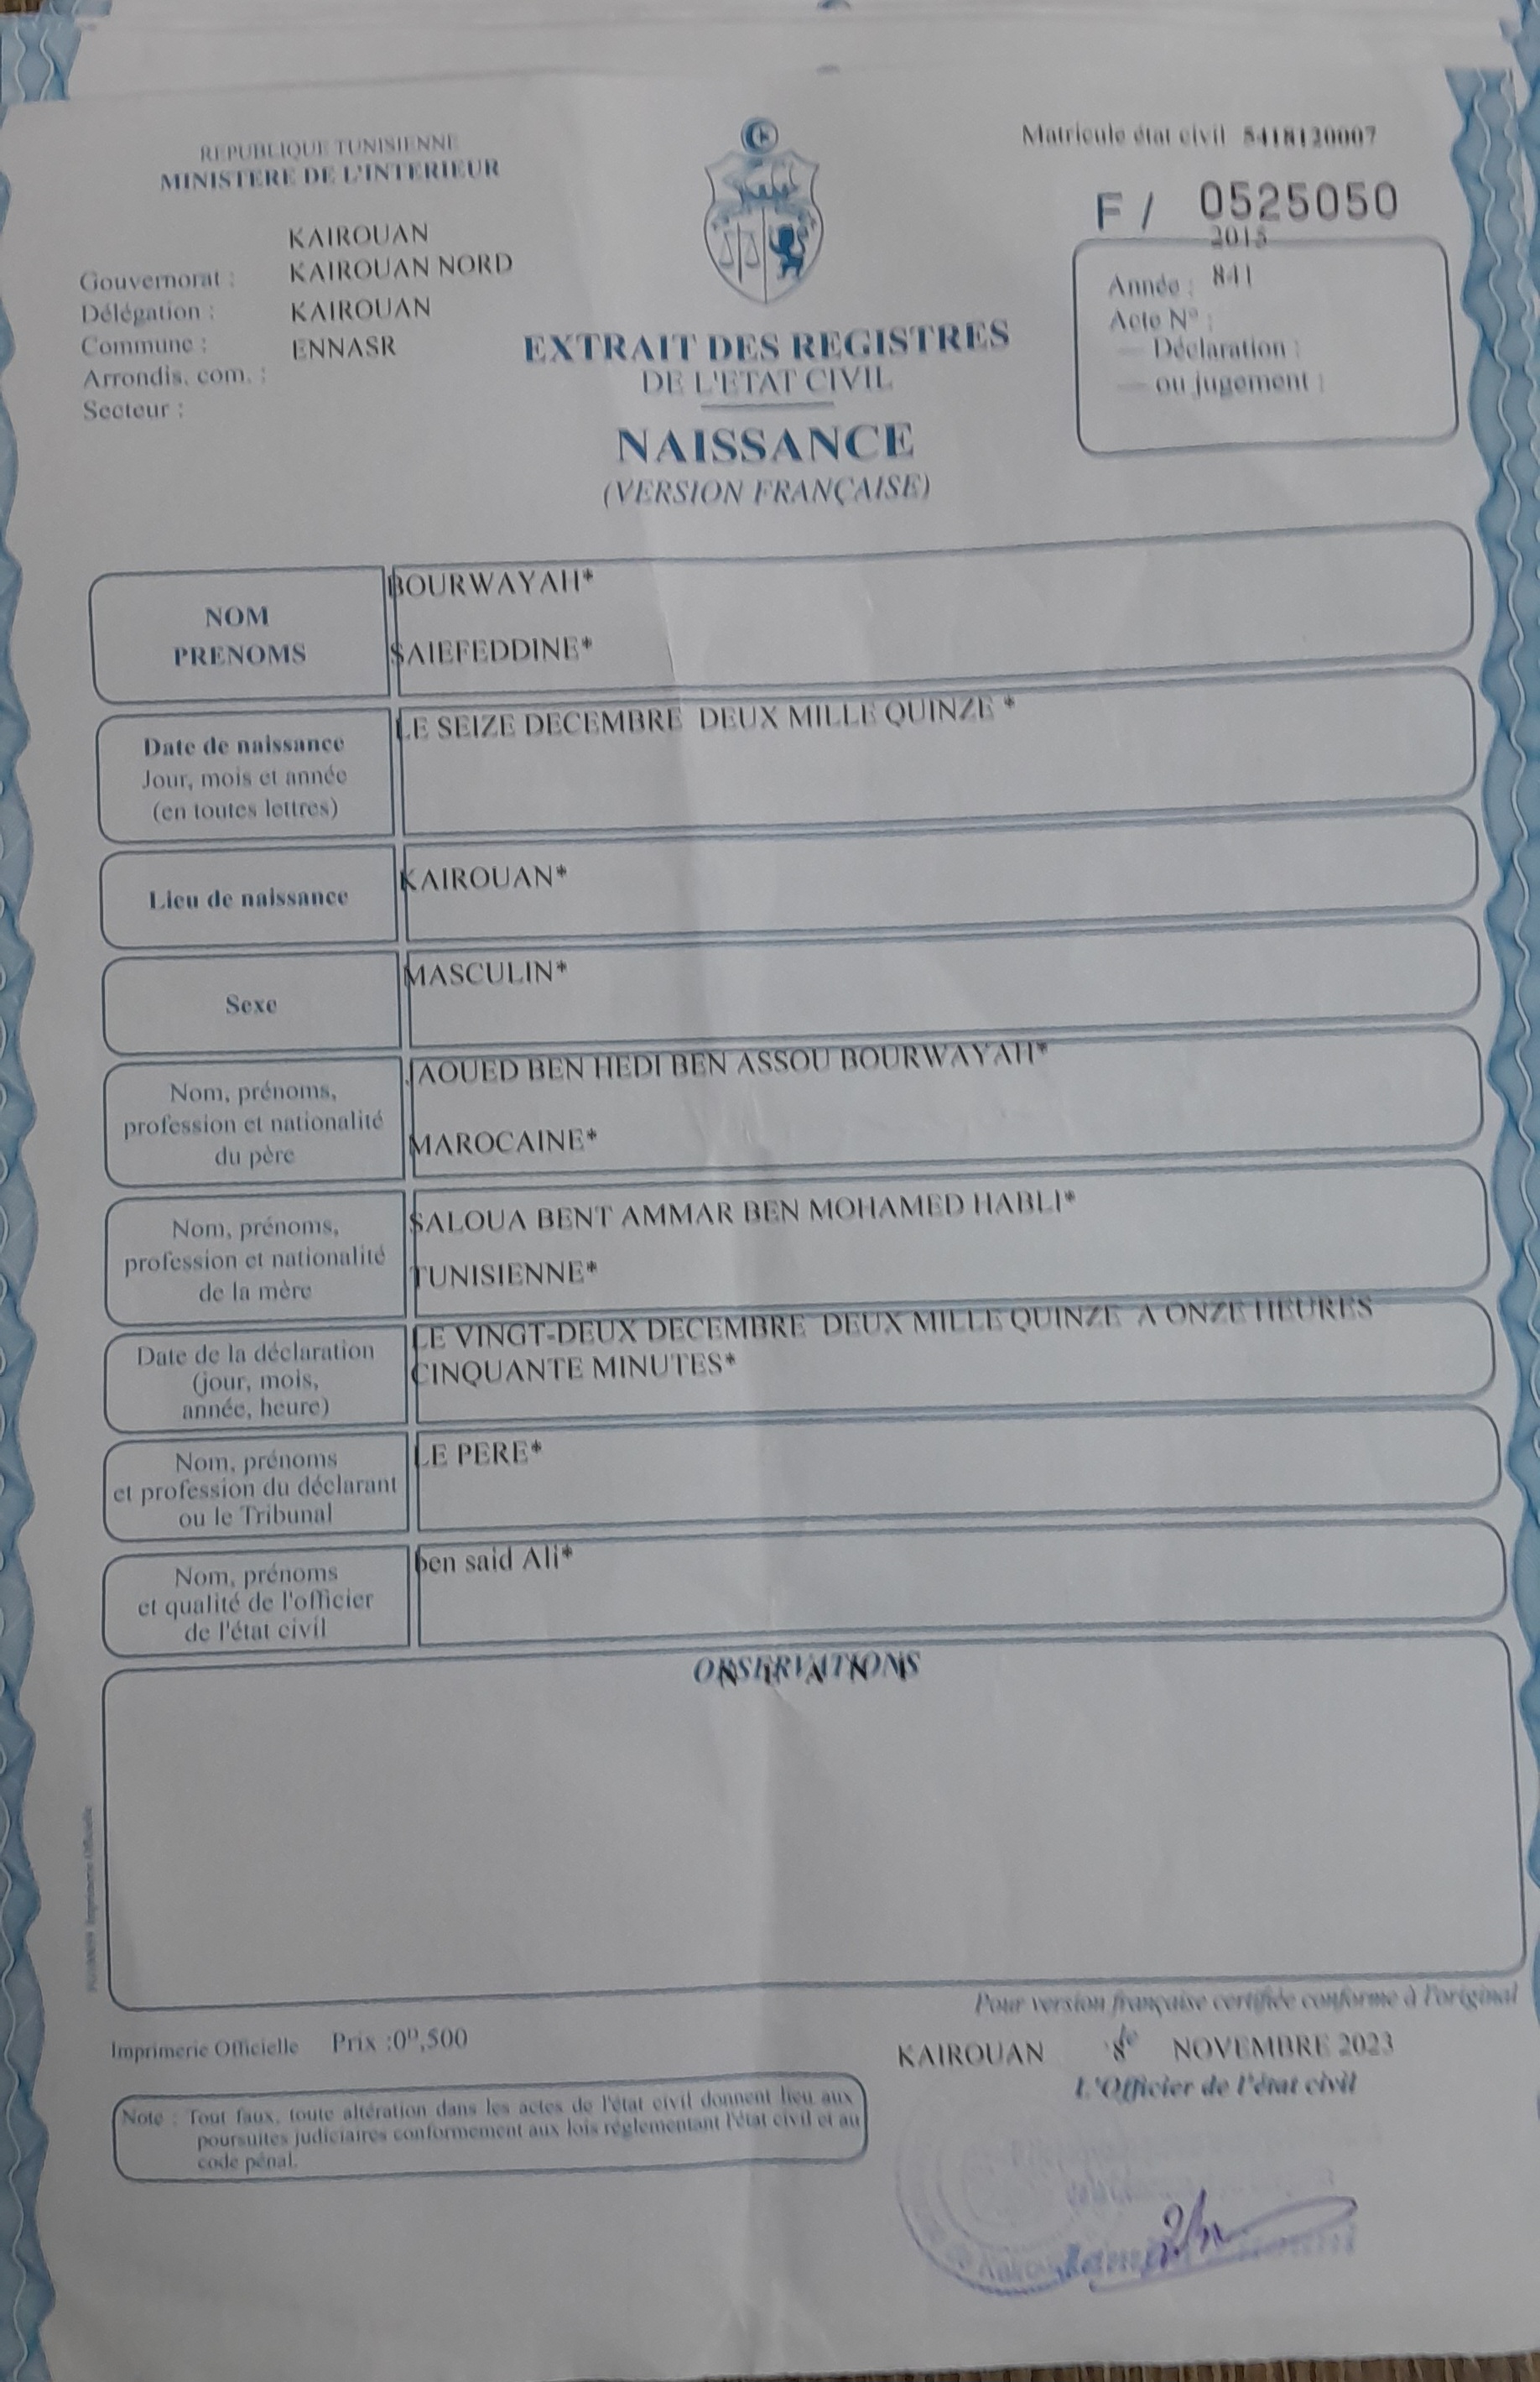 REPUBLIQUE TUNISIENNE
MINISTERE DE L'INTERIEUR
Matricule état civil 5418120007
F / 0525050
KAIROUAN
Gouvernorat : KAIROUAN NORD
Délégation : KAIROUAN
Commune : ENNASR
Arrondis. com. :
Secteur :
2015
Année : 841
Acte N° :
— Déclaration :
— ou jugement :
EXTRAIT DES REGISTRES
DE L'ETAT CIVIL
NAISSANCE
(VERSION FRANÇAISE)
NOM
PRENOMS
BOURWAYAH*
SAIEFEDDINE*
Date de naissance
Jour, mois et année
(en toutes lettres)
LE SEIZE DECEMBRE DEUX MILLE QUINZE *
Lieu de naissance
KAIROUAN*
Sexe
MASCULIN*
Nom, prénoms,
profession et nationalité
du père
JAOUED BEN HEDI BEN ASSOU BOURWAYAH*
MAROCAINE*
Nom, prénoms,
profession et nationalité
de la mère
SALOUA BENT AMMAR BEN MOHAMED HABLI*
TUNISIENNE*
Date de la déclaration
(jour, mois,
année, heure)
LE VINGT-DEUX DECEMBRE DEUX MILLE QUINZE A ONZE HEURES
CINQUANTE MINUTES*
Nom, prénoms
et profession du déclarant
ou le Tribunal
LE PERE*
Nom, prénoms
et qualité de l'officier
de l'état civil
ben said Ali*
OBSERVATIONS
Imprimerie Officielle
Pour version française certifiée conforme à l'original
Imprimerie Officielle Prix :0ᴰ,500
KAIROUAN le 8 NOVEMBRE 2023
L'Officier de l'état civil
Note : Tout faux, toute altération dans les actes de l'état civil donnent lieu aux
poursuites judiciaires conformement aux lois réglementant l'état civil et au
code pénal.